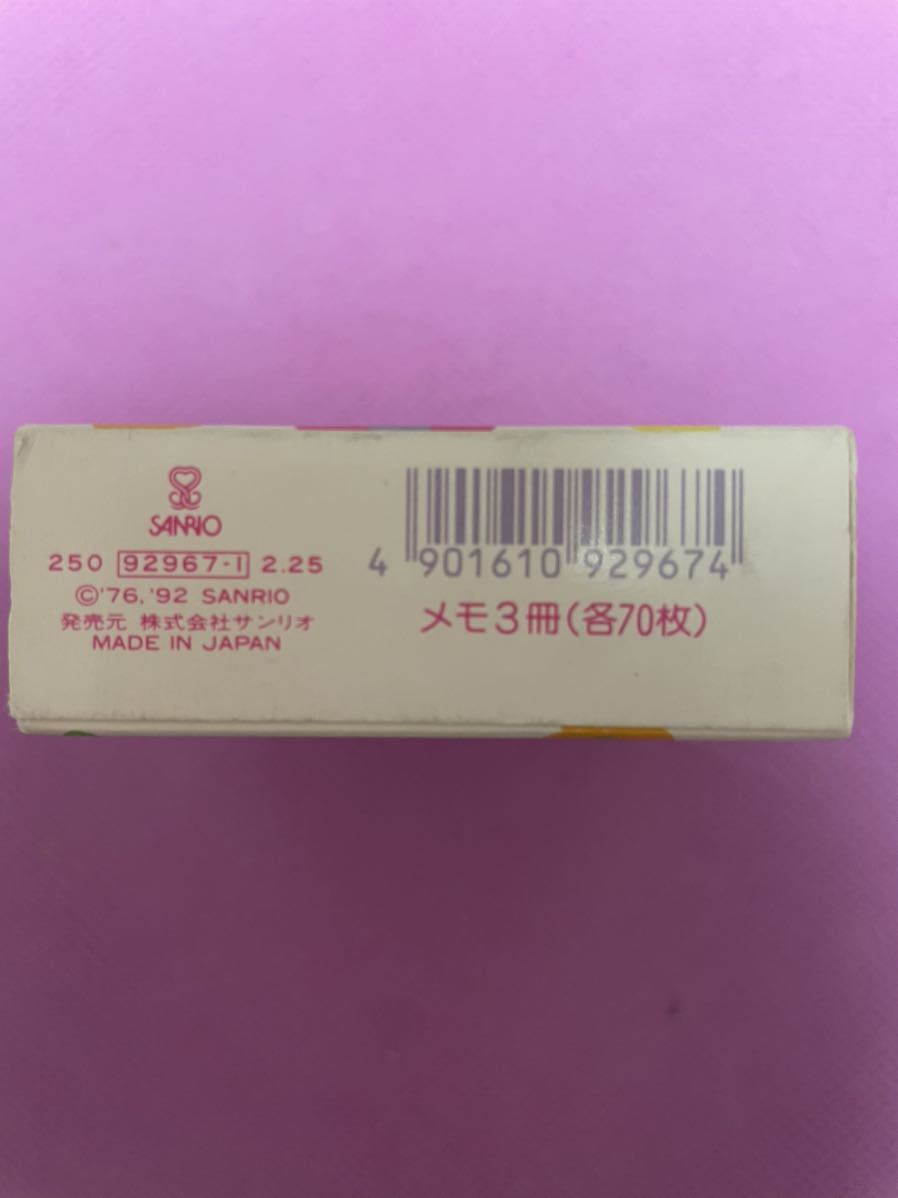 SANRIO
250 92967-1 2.25
©'76, '92 SANRIO
発売元 株式会社サンリオ
MADE IN JAPAN
4 901610 929674
メモ3冊(各70枚)